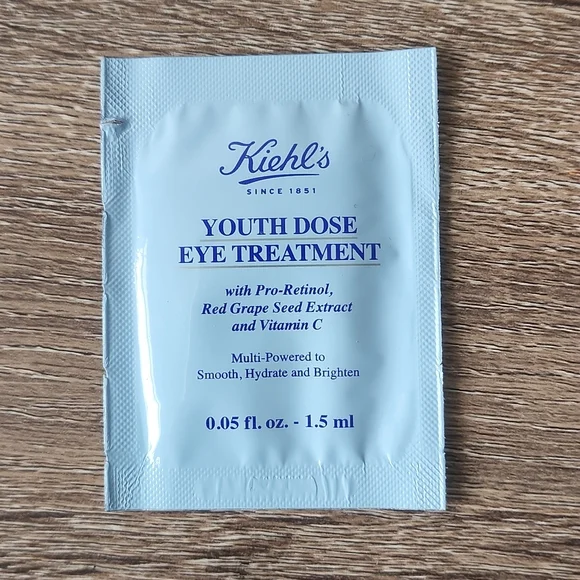 Kiehl's
SINCE 1851
YOUTH DOSE
EYE TREATMENT
with Pro-Retinol,
Red Grape Seed Extract
and Vitamin C
Multi-Powered to
Smooth, Hydrate and Brighten
0.05 fl. oz. - 1.5 ml